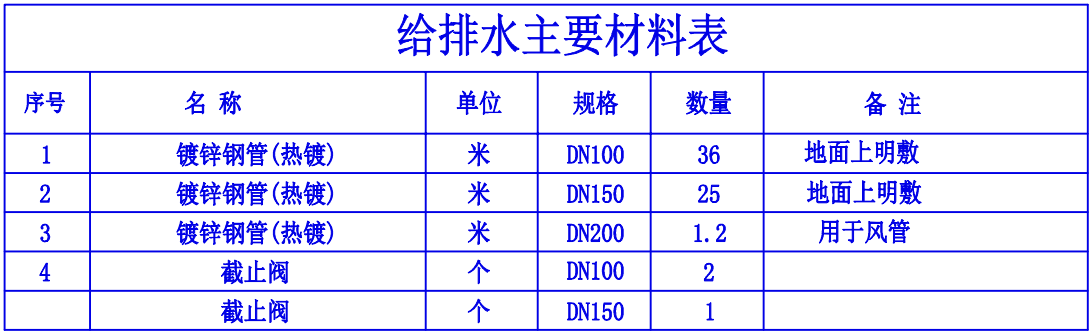 给排水主要材料表
序号 名 称 单位 规格 数量 备 注
1 镀锌钢管(热镀) 米 DN100 36 地面上明敷
2 镀锌钢管(热镀) 米 DN150 25 地面上明敷
3 镀锌钢管(热镀) 米 DN200 1.2 用于风管
4 截止阀 个 DN100 2
截止阀 个 DN150 1